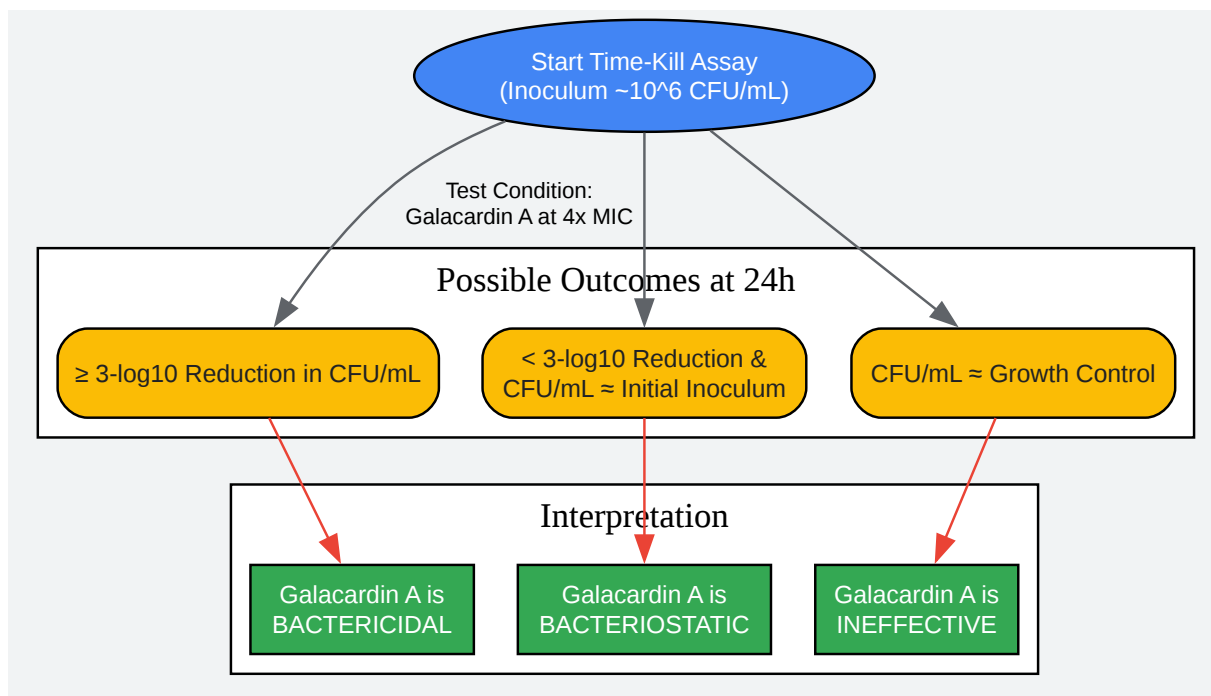 Start Time-Kill Assay
(Inoculum ~10^6 CFU/mL)
Test Condition:
Galacardin A at 4x MIC
Possible Outcomes at 24h
≥ 3-log10 Reduction in CFU/mL
< 3-log10 Reduction &
CFU/mL ≈ Initial Inoculum
CFU/mL ≈ Growth Control
Interpretation
Galacardin A is
BACTERICIDAL
Galacardin A is
BACTERIOSTATIC
Galacardin A is
INEFFECTIVE